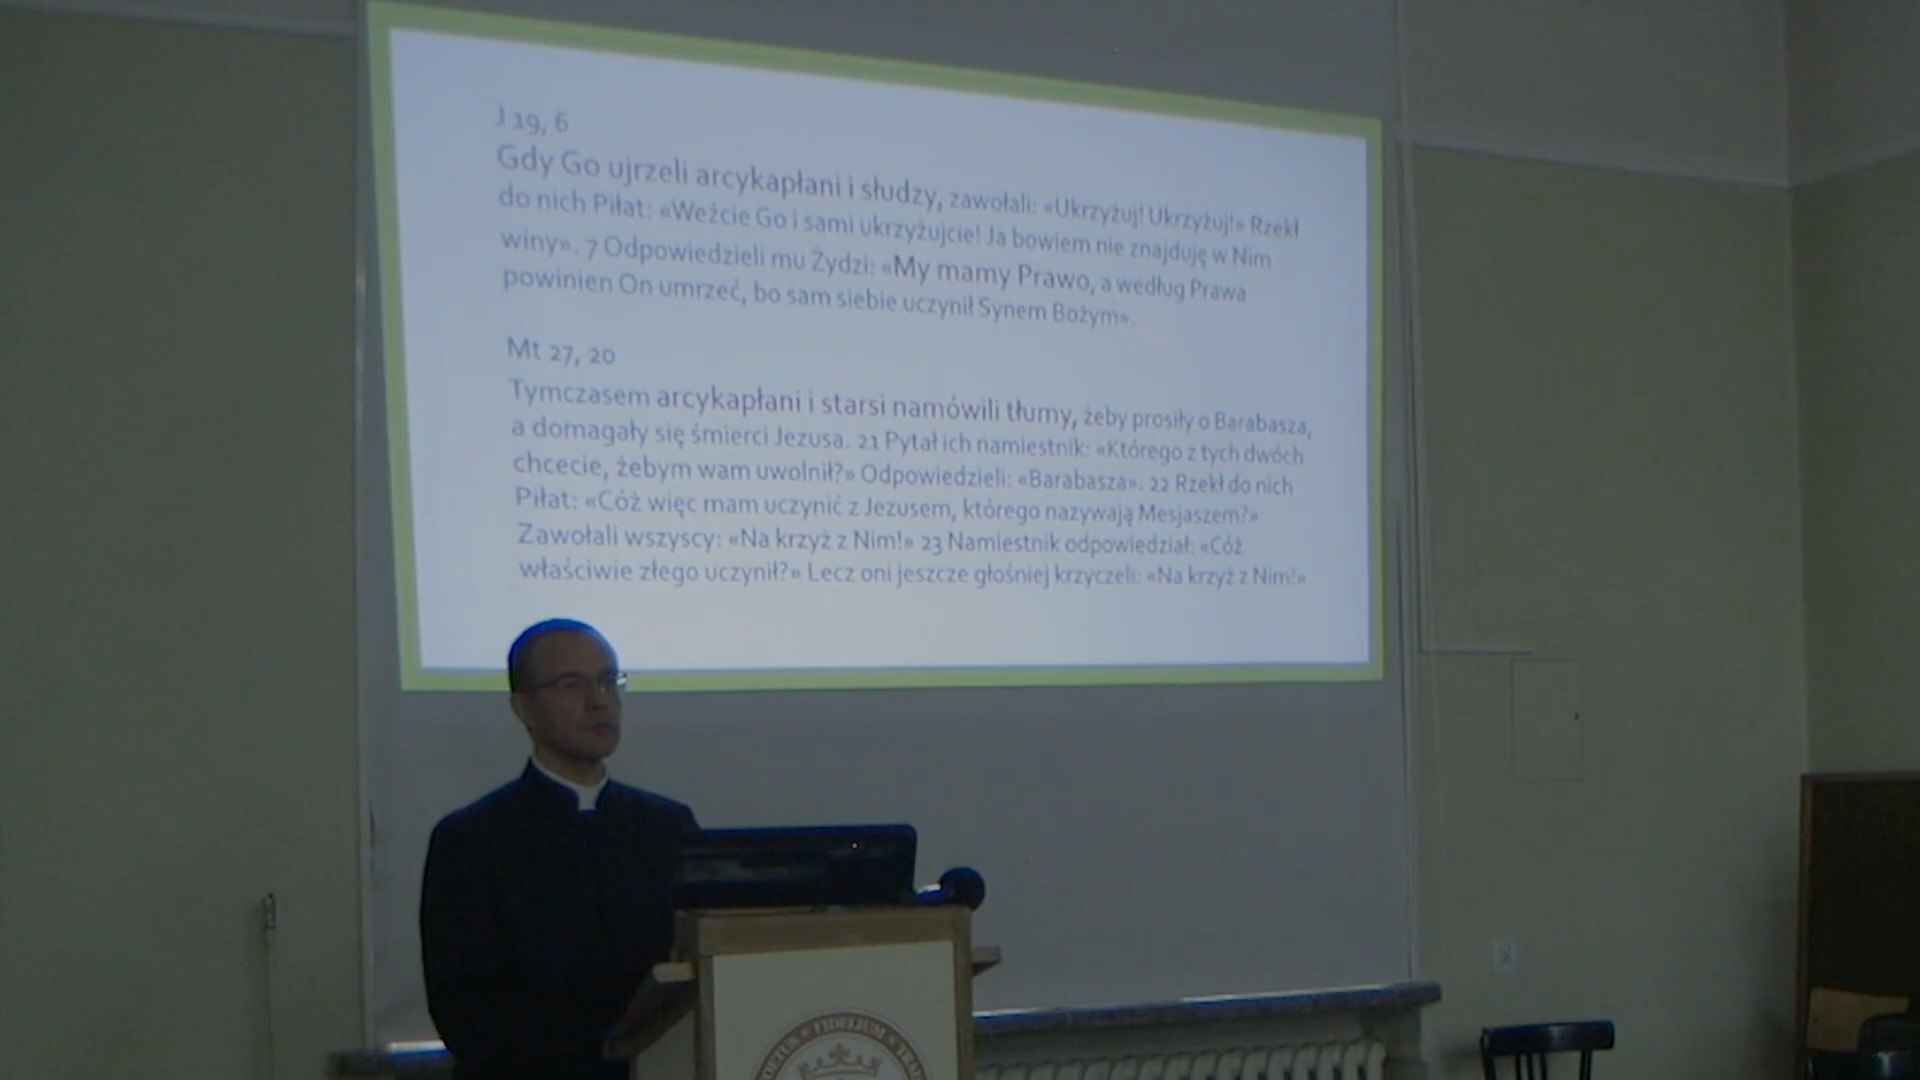 J 19, 6
Gdy Go ujrzeli arcykapłani i słudzy, zawołali: «Ukrzyżuj! Ukrzyżuj!» Rzekł
do nich Piłat: «Weźcie Go i sami ukrzyżujcie! Ja bowiem nie znajduję w Nim
winy». 7 Odpowiedzieli mu Żydzi: «My mamy Prawo, a według Prawa
powinien On umrzeć, bo sam siebie uczynił Synem Bożym».
Mt 27, 20
Tymczasem arcykapłani i starsi namówili tłumy, żeby prosiły o Barabasza,
a domagały się śmierci Jezusa. 21 Pytał ich namiestnik: «Którego z tych dwóch
chcecie, żebym wam uwolnił?» Odpowiedzieli: «Barabasza». 22 Rzekł do nich
Piłat: «Cóż więc mam uczynić z Jezusem, którego nazywają Mesjaszem?»
Zawołali wszyscy: «Na krzyż z Nim!» 23 Namiestnik odpowiedział: «Cóż
właściwie złego uczynił?» Lecz oni jeszcze głośniej krzyczeli: «Na krzyż z Nim!»
FIDELIUM